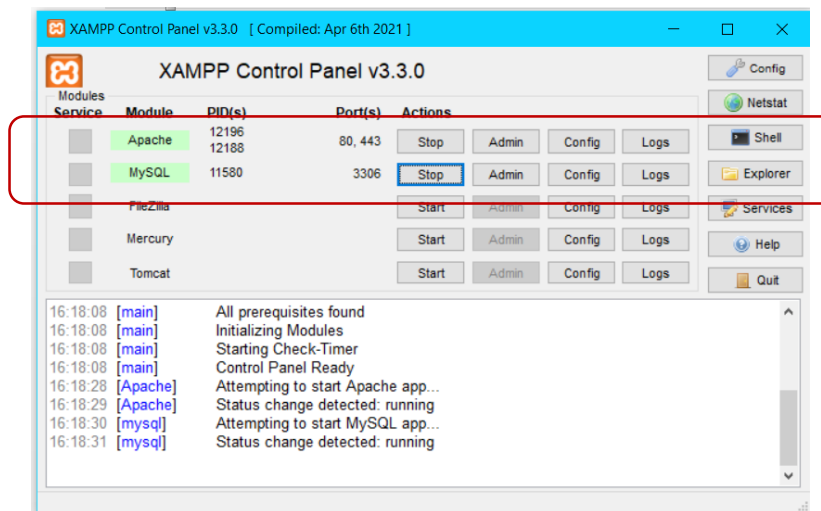 XAMPP Control Panel v3.3.0 [ Compiled: Apr 6th 2021 ]
XAMPP Control Panel v3.3.0
Config
Modules
Service Module PID(s) Port(s) Actions
Netstat
Apache 12196 12188 80, 443 Stop Admin Config Logs
Shell
MySQL 11580 3306 Stop Admin Config Logs
Explorer
FileZilla Start Admin Config Logs
Services
Mercury Start Admin Config Logs
Help
Tomcat Start Admin Config Logs
Quit
16:18:08 [main] All prerequisites found
16:18:08 [main] Initializing Modules
16:18:08 [main] Starting Check-Timer
16:18:08 [main] Control Panel Ready
16:18:28 [Apache] Attempting to start Apache app...
16:18:29 [Apache] Status change detected: running
16:18:30 [mysql] Attempting to start MySQL app...
16:18:31 [mysql] Status change detected: running